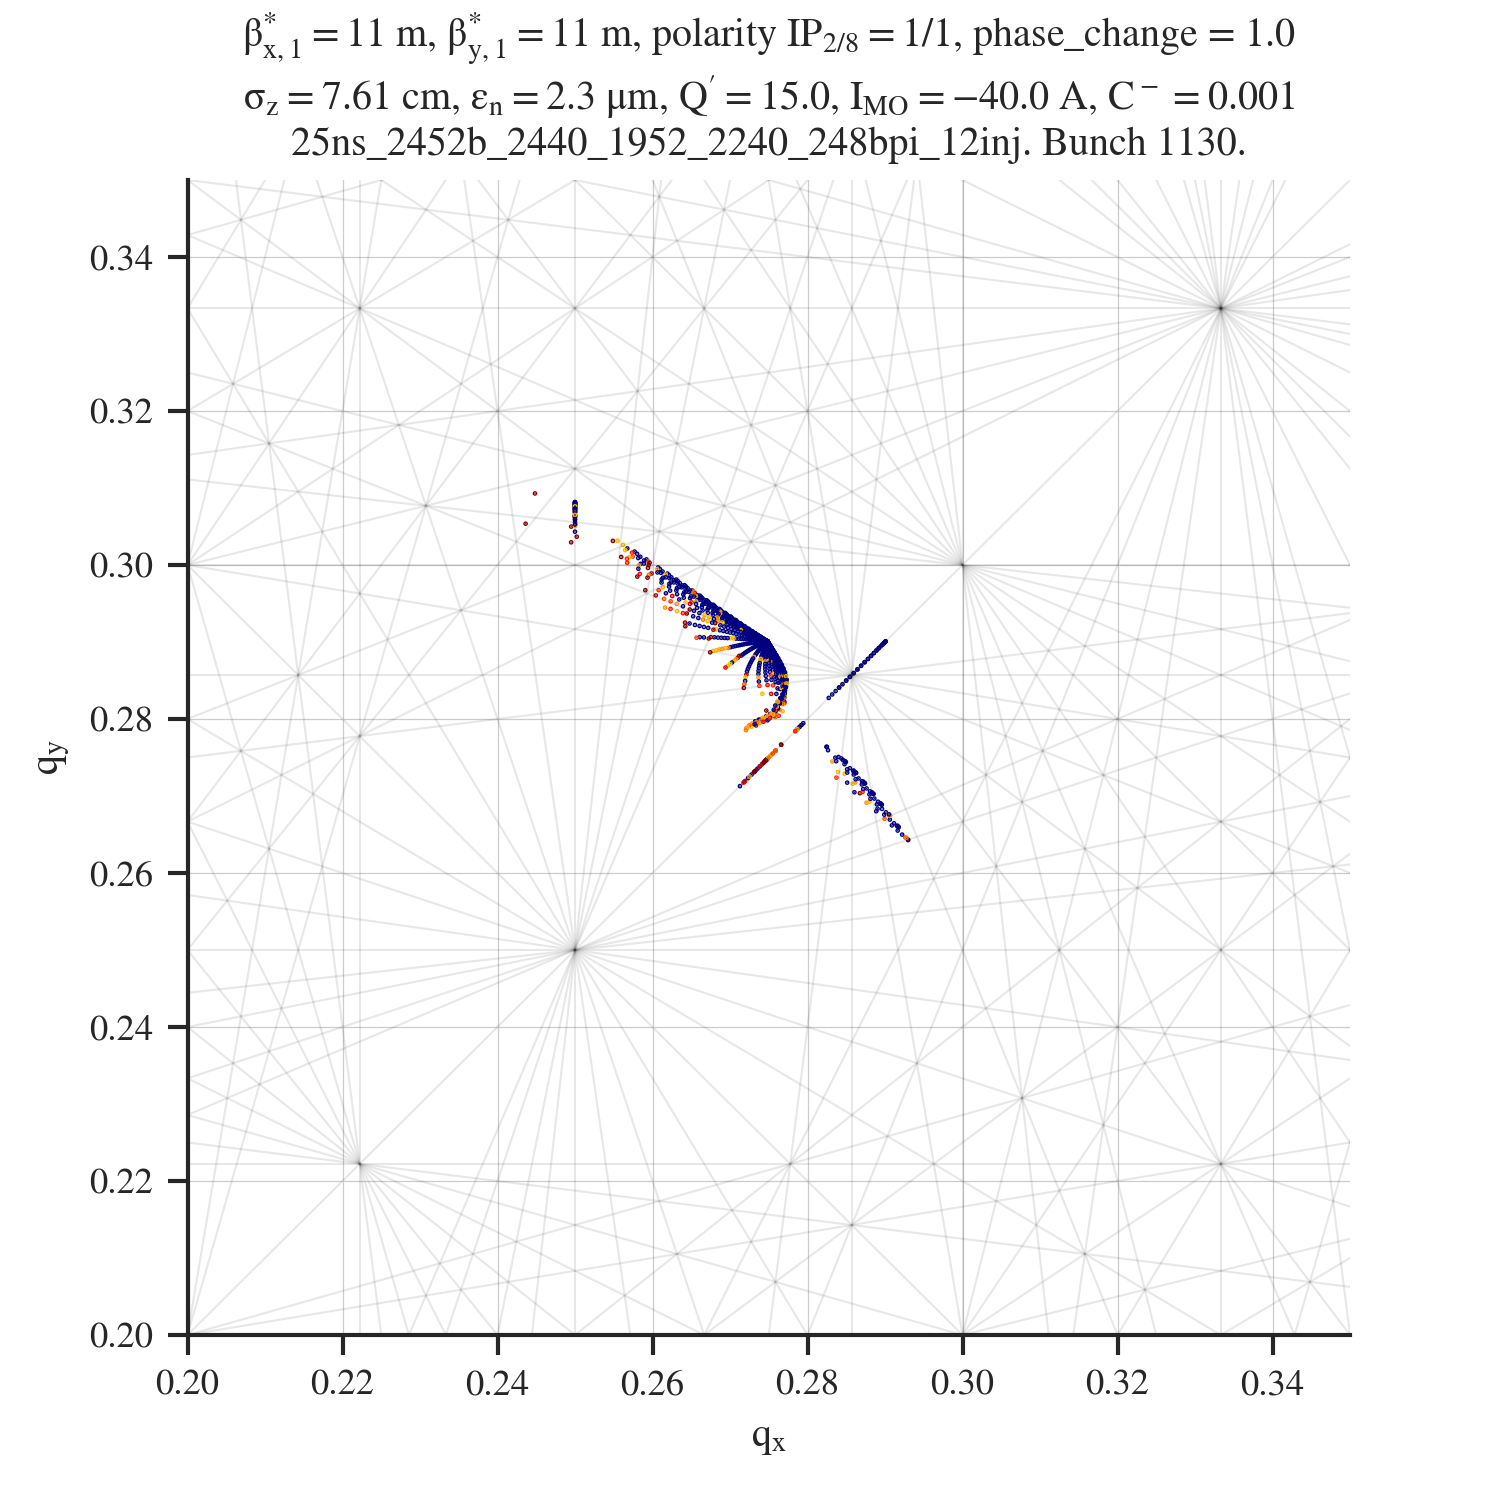 β*x, 1 = 11 m, β*y, 1 = 11 m, polarity IP2/8 = 1/1, phase_change = 1.0
σz = 7.61 cm, εn = 2.3 μm, Q′ = 15.0, IMO = −40.0 A, C− = 0.001
25ns_2452b_2440_1952_2240_248bpi_12inj. Bunch 1130.
0.34
0.32
0.30
0.28
0.26
0.24
0.22
0.20
qy
0.20 0.22 0.24 0.26 0.28 0.30 0.32 0.34
qx